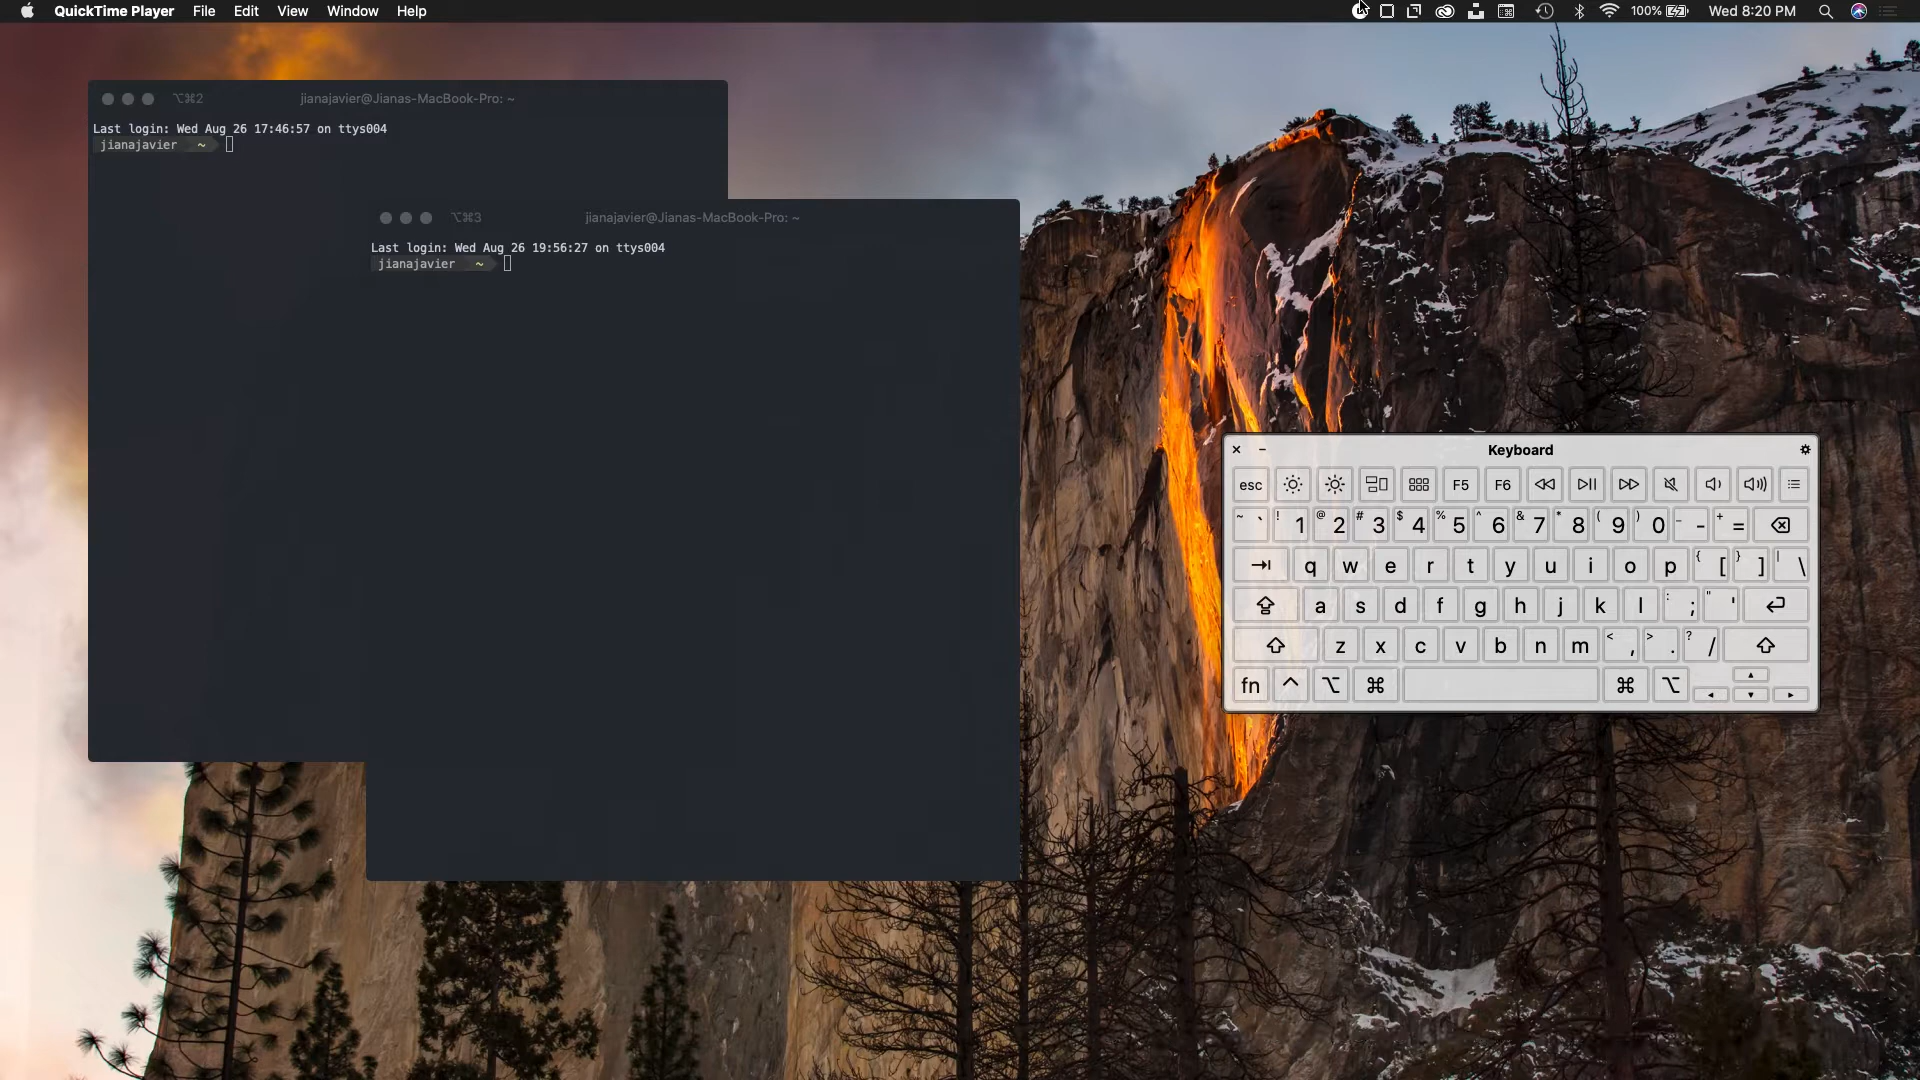 QuickTime Player File Edit View Window Help 100% Wed 8:20 PM
⌥⌘2 jianajavier@Jianas-MacBook-Pro: ~
Last login: Wed Aug 26 17:46:57 on ttys004
jianajavier ~
⌥⌘3 jianajavier@Jianas-MacBook-Pro: ~
Last login: Wed Aug 26 19:56:27 on ttys004
jianajavier ~
Keyboard
esc F5 F6
~ ` ! 1 @ 2 # 3 $ 4 % 5 ^ 6 & 7 * 8 ( 9 ) 0 _ - + =
q w e r t y u i o p { [ } ] | \
a s d f g h j k l : ; " '
z x c v b n m < , > . ? /
fn ^ ⌥ ⌘ ⌘ ⌥